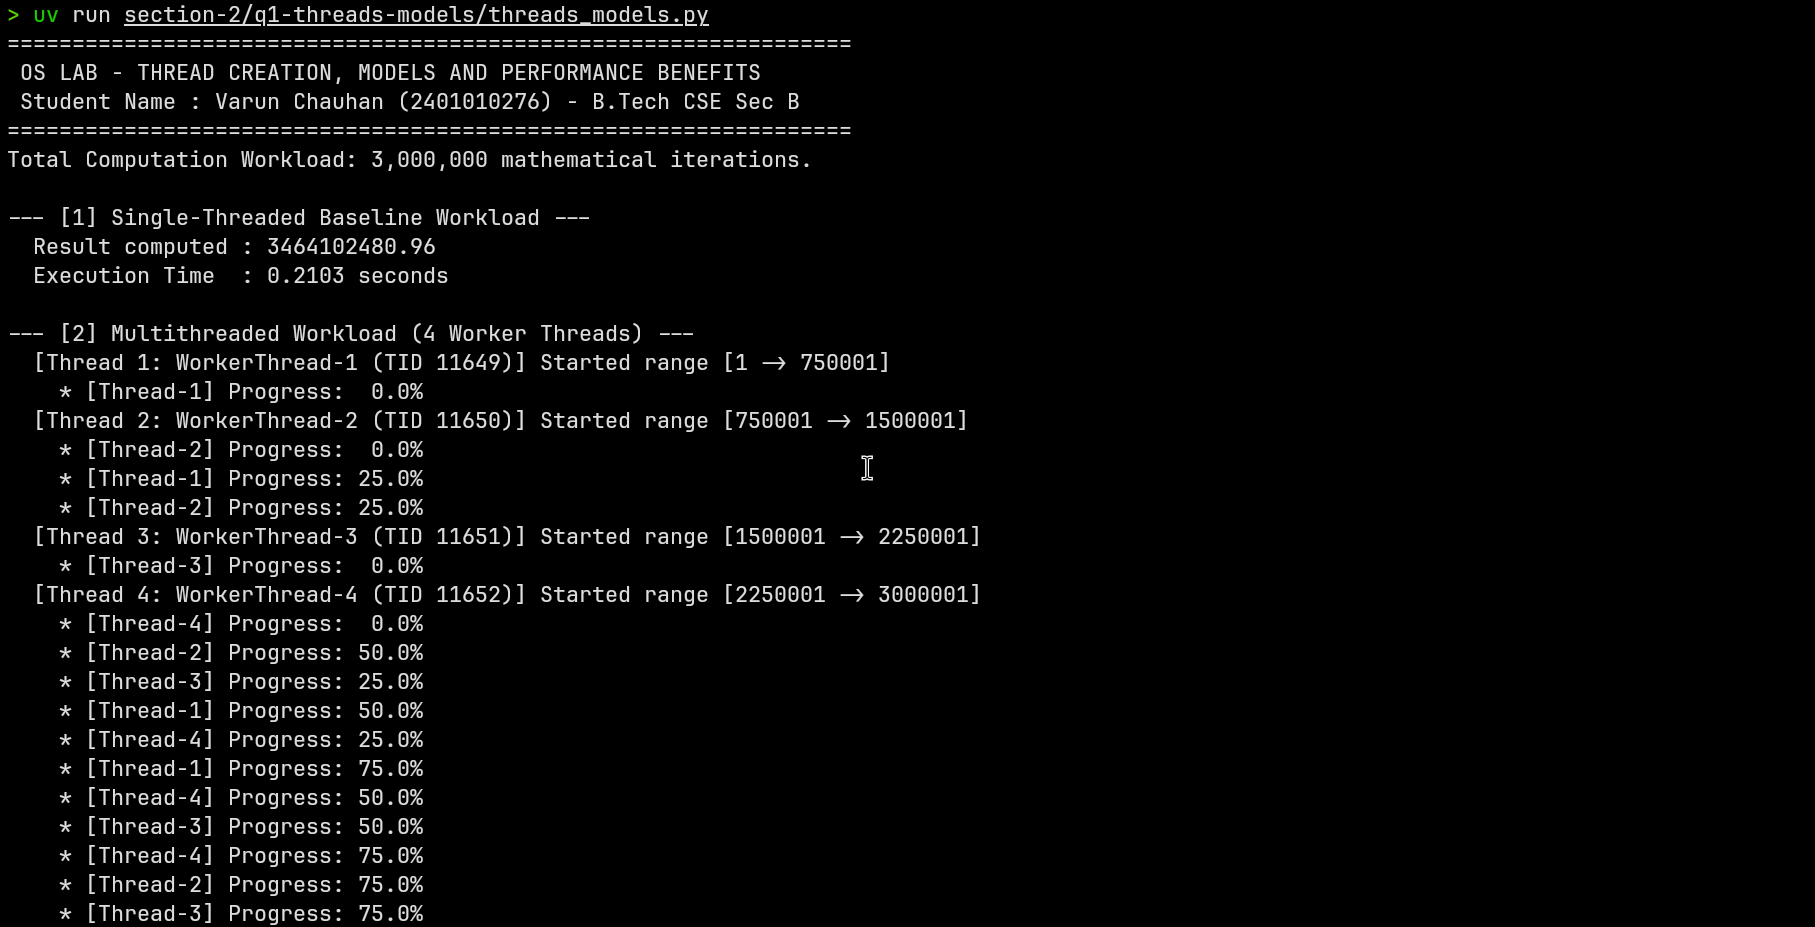 > uv run section-2/q1-threads-models/threads_models.py
=================================================================
 OS LAB - THREAD CREATION, MODELS AND PERFORMANCE BENEFITS
 Student Name : Varun Chauhan (2401010276) - B.Tech CSE Sec B
=================================================================
Total Computation Workload: 3,000,000 mathematical iterations.

--- [1] Single-Threaded Baseline Workload ---
  Result computed : 3464102480.96
  Execution Time  : 0.2103 seconds

--- [2] Multithreaded Workload (4 Worker Threads) ---
  [Thread 1: WorkerThread-1 (TID 11649)] Started range [1 -> 750001]
    * [Thread-1] Progress:  0.0%
  [Thread 2: WorkerThread-2 (TID 11650)] Started range [750001 -> 1500001]
    * [Thread-2] Progress:  0.0%
    * [Thread-1] Progress: 25.0%
    * [Thread-2] Progress: 25.0%
  [Thread 3: WorkerThread-3 (TID 11651)] Started range [1500001 -> 2250001]
    * [Thread-3] Progress:  0.0%
  [Thread 4: WorkerThread-4 (TID 11652)] Started range [2250001 -> 3000001]
    * [Thread-4] Progress:  0.0%
    * [Thread-2] Progress: 50.0%
    * [Thread-3] Progress: 25.0%
    * [Thread-1] Progress: 50.0%
    * [Thread-4] Progress: 25.0%
    * [Thread-1] Progress: 75.0%
    * [Thread-4] Progress: 50.0%
    * [Thread-3] Progress: 50.0%
    * [Thread-4] Progress: 75.0%
    * [Thread-2] Progress: 75.0%
    * [Thread-3] Progress: 75.0%